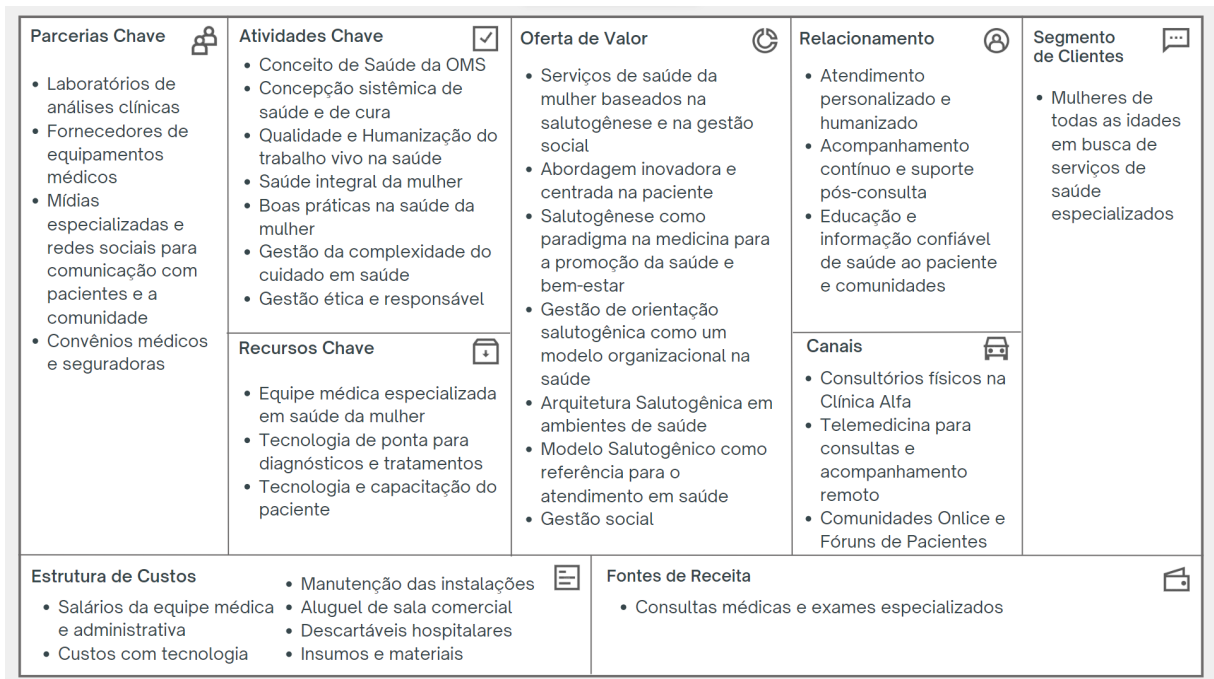 Parcerias Chave
• Laboratórios de
análises clínicas
• Fornecedores de
equipamentos
médicos
• Mídias
especializadas e
redes sociais para
comunicação com
pacientes e a
comunidade
• Convênios médicos
e seguradoras
Atividades Chave
• Conceito de Saúde da OMS
• Concepção sistêmica de
saúde e de cura
• Qualidade e Humanização do
trabalho vivo na saúde
• Saúde integral da mulher
• Boas práticas na saúde da
mulher
• Gestão da complexidade do
cuidado em saúde
• Gestão ética e responsável
Recursos Chave
• Equipe médica especializada
em saúde da mulher
• Tecnologia de ponta para
diagnósticos e tratamentos
• Tecnologia e capacitação do
paciente
Oferta de Valor
• Serviços de saúde da
mulher baseados na
salutogênese e na gestão
social
• Abordagem inovadora e
centrada na paciente
• Salutogênese como
paradigma na medicina para
a promoção da saúde e
bem-estar
• Gestão de orientação
salutogênica como um
modelo organizacional na
saúde
• Arquitetura Salutogênica em
ambientes de saúde
• Modelo Salutogênico como
referência para o
atendimento em saúde
• Gestão social
Relacionamento
• Atendimento
personalizado e
humanizado
• Acompanhamento
contínuo e suporte
pós-consulta
• Educação e
informação confiável
de saúde ao paciente
e comunidades
Canais
• Consultórios físicos na
Clínica Alfa
• Telemedicina para
consultas e
acompanhamento
remoto
• Comunidades Onlice e
Fóruns de Pacientes
Segmento
de Clientes
• Mulheres de
todas as idades
em busca de
serviços de
saúde
especializados
Estrutura de Custos
• Salários da equipe médica
e administrativa
• Custos com tecnologia
• Manutenção das instalações
• Aluguel de sala comercial
• Descartáveis hospitalares
• Insumos e materiais
Fontes de Receita
• Consultas médicas e exames especializados